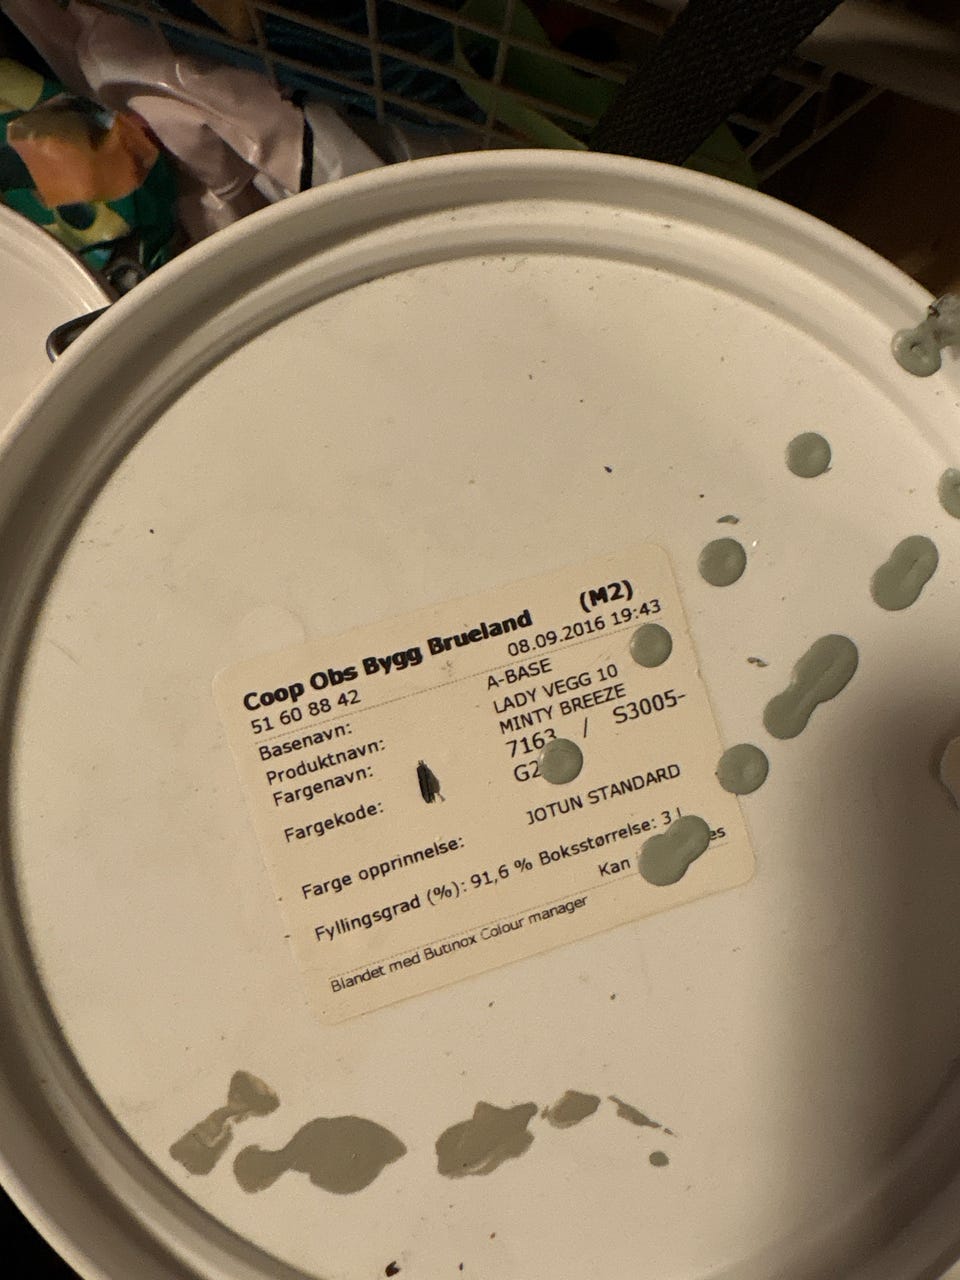 Coop Obs Bygg Brueland (M2)
51 60 88 42 08.09.2016 19:43
Basenavn: A-BASE
Produktnavn: LADY VEGG 10
Fargenavn: MINTY BREEZE
Fargekode: 7163 / S3005-
Farge opprinnelse: JOTUN STANDARD
Fyllingsgrad (%): 91,6 % Boksstørrelse: 3
Kan
Blandet med Butinox Colour manager